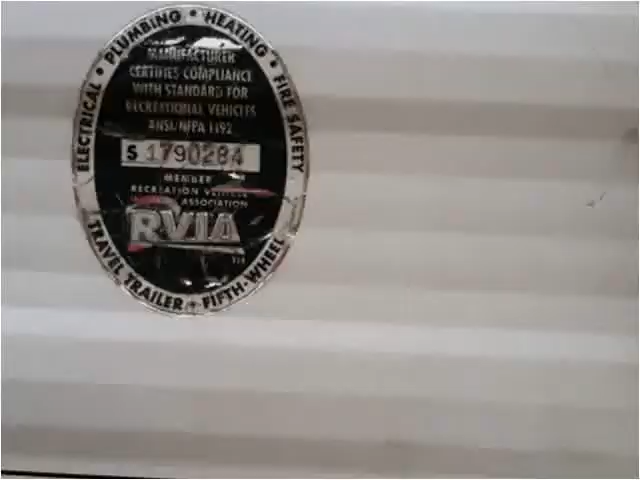 ELECTRICAL • PLUMBING • HEATING • FIRE SAFETY
MANUFACTURER
CERTIFIES COMPLIANCE
WITH STANDARD FOR
RECREATIONAL VEHICLES
ANSI/NFPA 1192
S 1790284
MEMBER
RECREATION VEHICLE
ASSOCIATION
RVIA
TM
TRAVEL TRAILER • FIFTH-WHEEL